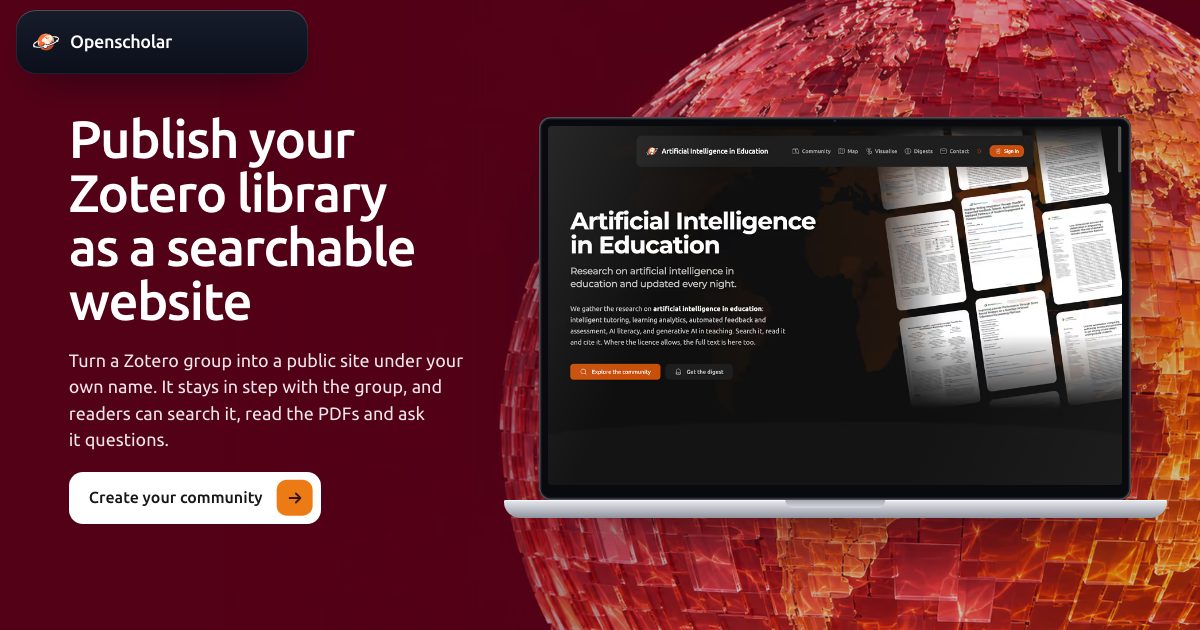 Openscholar
Publish your
Zotero library
as a searchable
website
Turn a Zotero group into a public site under your
own name. It stays in step with the group, and
readers can search it, read the PDFs and ask
it questions.
Create your community
Artificial Intelligence in Education
Community
Map
Visualise
Digests
Contact
Sign in
Artificial Intelligence
in Education
Research on artificial intelligence in
education and updated every night.
We gather the research on artificial intelligence in education:
intelligent tutoring, learning analytics, automated feedback and
assessment, AI literacy, and generative AI in teaching. Search it, read it
and cite it. Where the licence allows, the full text is here too.
Explore the community
Get the digest